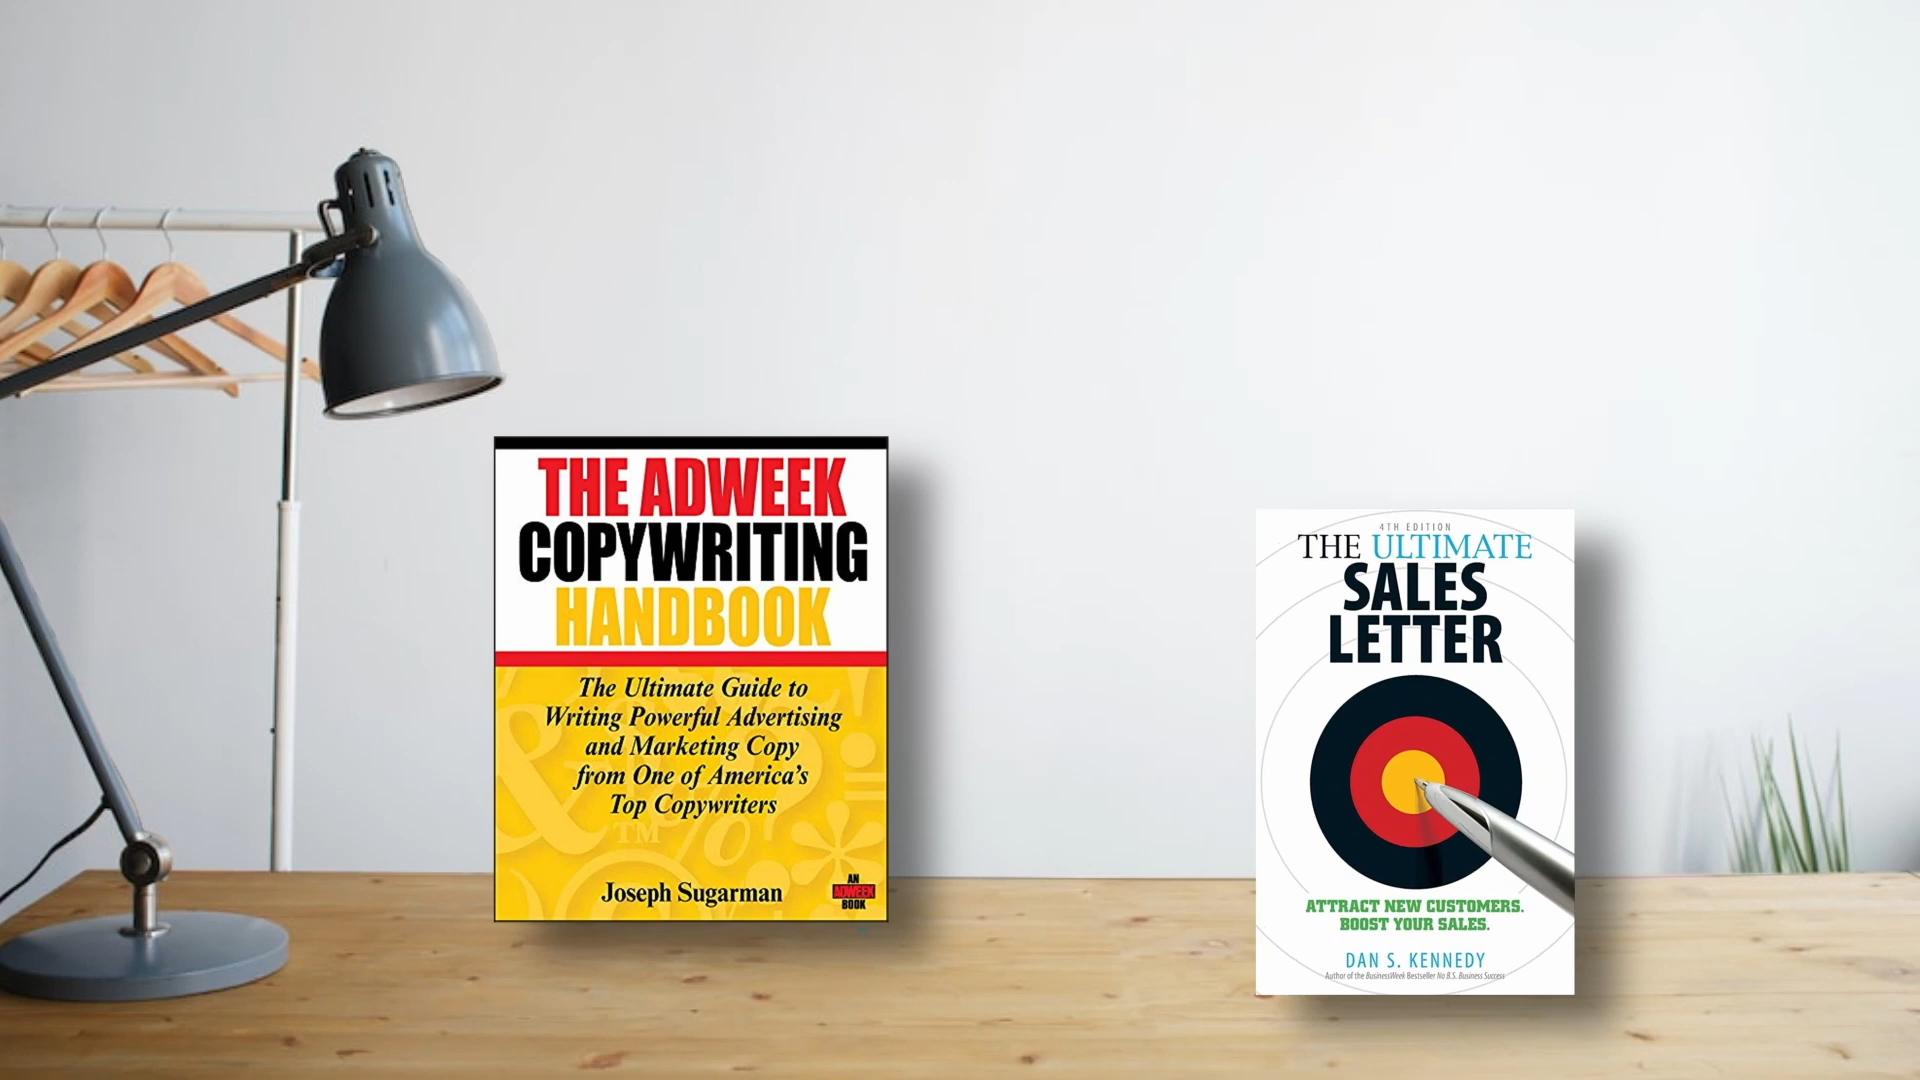 THE ADWEEK
COPYWRITING
HANDBOOK
The Ultimate Guide to
Writing Powerful Advertising
and Marketing Copy
from One of America's
Top Copywriters
TM
Joseph Sugarman
AN
ADWEEK
BOOK
4TH EDITION
THE ULTIMATE
SALES
LETTER
ATTRACT NEW CUSTOMERS.
BOOST YOUR SALES.
DAN S. KENNEDY
Author of the BusinessWeek Bestseller No B.S. Business Success